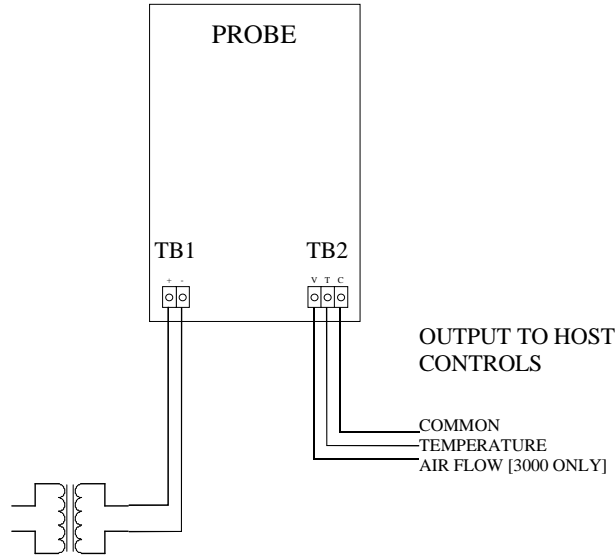 PROBE
TB1
TB2
+ -
V T C
OUTPUT TO HOST
CONTROLS
COMMON
TEMPERATURE
AIR FLOW [3000 ONLY]